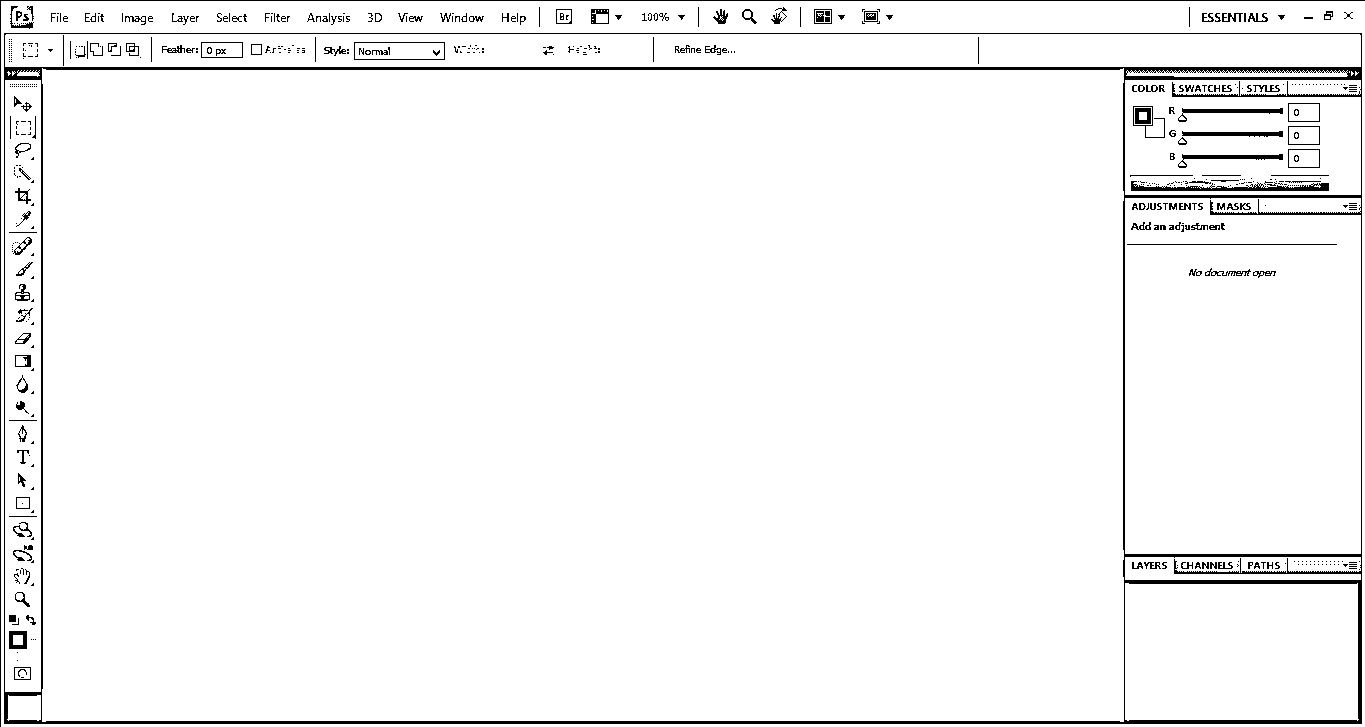 Ps File Edit Image Layer Select Filter Analysis 3D View Window Help Br 100% ESSENTIALS
Feather: 0 px Anti-alias Style: Normal Width: Height: Refine Edge...
COLOR SWATCHES STYLES
R 0
G 0
B 0
ADJUSTMENTS MASKS
Add an adjustment
No document open
T
LAYERS CHANNELS PATHS